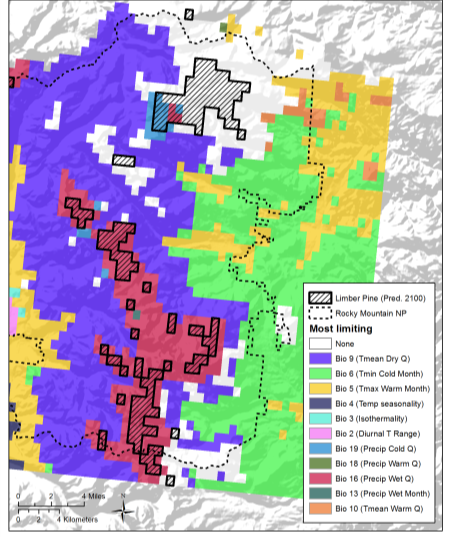 Limber Pine (Pred. 2100)
Rocky Mountain NP
Most limiting
None
Bio 9 (Tmean Dry Q)
Bio 6 (Tmin Cold Month)
Bio 5 (Tmax Warm Month)
Bio 4 (Temp seasonality)
Bio 3 (Isothermality)
Bio 2 (Diurnal T Range)
Bio 19 (Precip Cold Q)
Bio 18 (Precip Warm Q)
Bio 16 (Precip Wet Q)
Bio 13 (Precip Wet Month)
Bio 10 (Tmean Warm Q)
0 2 4 Miles
0 2 4 Kilometers
N